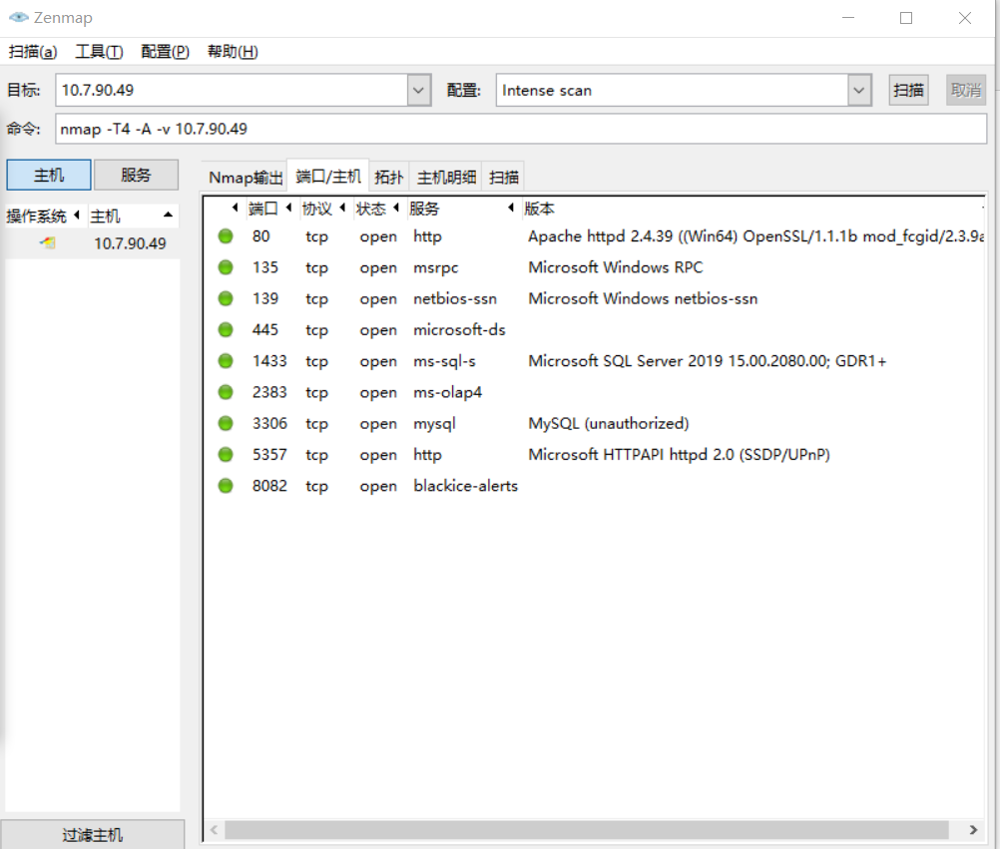 Zenmap
扫描(a) 工具(T) 配置(P) 帮助(H)
目标: 10.7.90.49 配置: Intense scan 扫描 取消
命令: nmap -T4 -A -v 10.7.90.49
主机 服务 Nmap输出 端口/主机 拓扑 主机明细 扫描
操作系统 主机 端口 协议 状态 服务 版本
10.7.90.49 80 tcp open http Apache httpd 2.4.39 ((Win64) OpenSSL/1.1.1b mod_fcgid/2.3.9a
135 tcp open msrpc Microsoft Windows RPC
139 tcp open netbios-ssn Microsoft Windows netbios-ssn
445 tcp open microsoft-ds
1433 tcp open ms-sql-s Microsoft SQL Server 2019 15.00.2080.00; GDR1+
2383 tcp open ms-olap4
3306 tcp open mysql MySQL (unauthorized)
5357 tcp open http Microsoft HTTPAPI httpd 2.0 (SSDP/UPnP)
8082 tcp open blackice-alerts
过滤主机